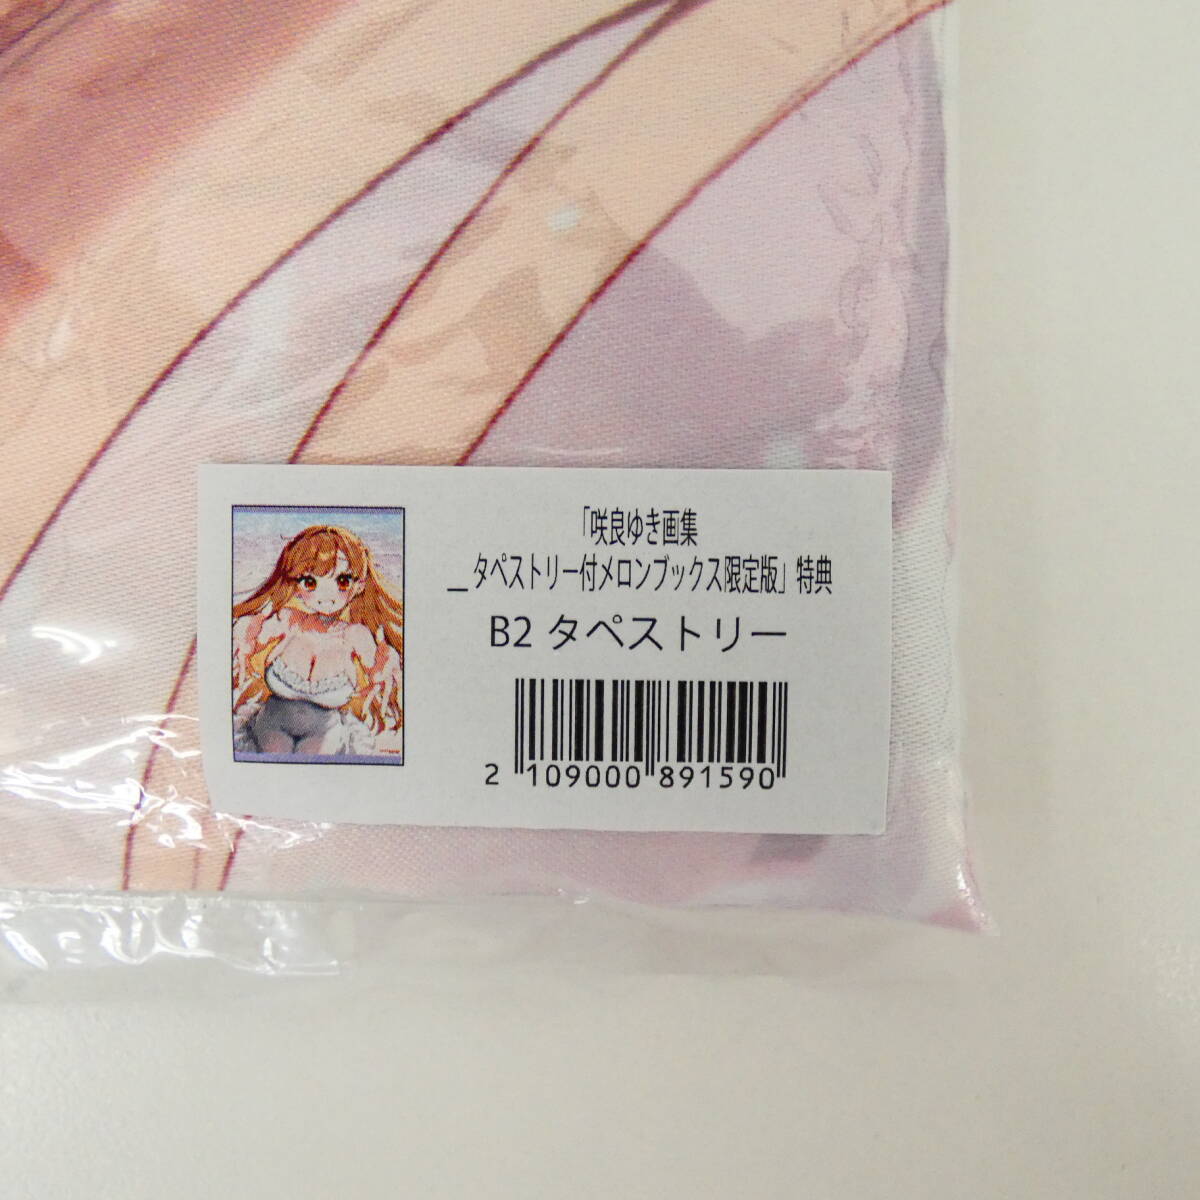 「咲良ゆき画集
＿タペストリー付メロンブックス限定版」特典
B2 タペストリー
2 109000 891590